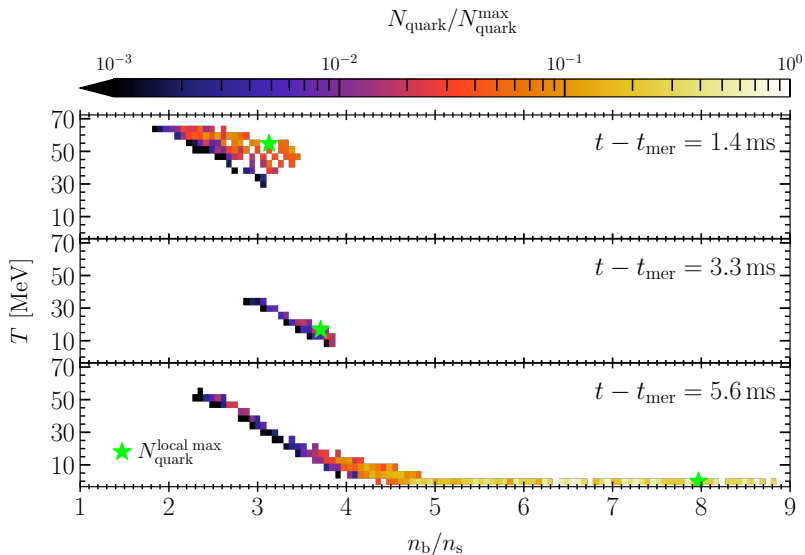 N_quark/N_quark^max
10^−3 10^−2 10^−1 10^0
70
50
30
10
t − t_mer = 1.4 ms
70
50
30
10
t − t_mer = 3.3 ms
T [MeV]
70
50
30
10
t − t_mer = 5.6 ms
N_quark^local max
1 2 3 4 5 6 7 8 9
n_b/n_s